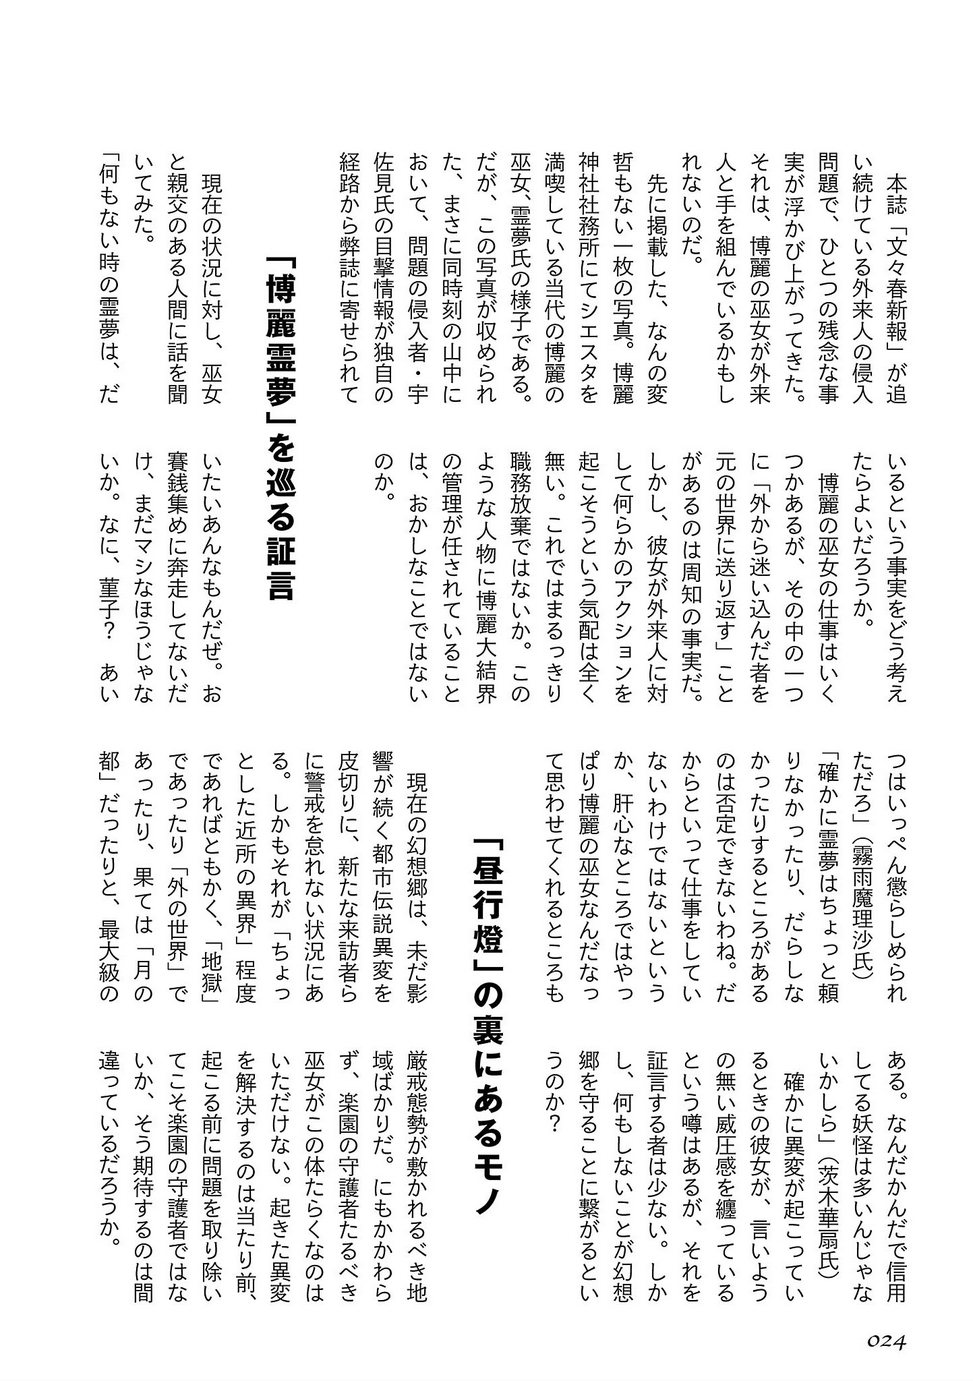 本誌「文々春新報」が追
い続けている外来人の侵入
問題で、ひとつの残念な事
実が浮かび上がってきた。
それは、博麗の巫女が外来
人と手を組んでいるかもし
れないのだ。
先に掲載した、なんの変
哲もない一枚の写真。博麗
神社社務所にてシエスタを
満喫している当代の博麗の
巫女、霊夢氏の様子である。
だが、この写真が収められ
た、まさに同時刻の山中に
おいて、問題の侵入者・宇
佐見氏の目撃情報が独自の
経路から弊誌に寄せられて
いるという事実をどう考え
たらよいだろうか。
博麗の巫女の仕事はいく
つかあるが、その中の一つ
に「外から迷い込んだ者を
元の世界に送り返す」こと
があるのは周知の事実だ。
しかし、彼女が外来人に対
して何らかのアクションを
起こそうという気配は全く
無い。これではまるっきり
職務放棄ではないか。この
ような人物に博麗大結界
の管理が任されていること
は、おかしなことではない
のか。
「博麗霊夢」を巡る証言
現在の状況に対し、巫女
と親交のある人間に話を聞
いてみた。
「何もない時の霊夢は、だ
いたいあんなもんだぜ。お
賽銭集めに奔走してないだ
け、まだマシなほうじゃな
いか。なに、菫子？　あい
つはいっぺん懲らしめられ
ただろ」（霧雨魔理沙氏）
「確かに霊夢はちょっと頼
りなかったり、だらしな
かったりするところがある
のは否定できないわね。だ
からといって仕事をしてい
ないわけではないという
か、肝心なところではやっ
ぱり博麗の巫女なんだなっ
て思わせてくれるところも
ある。なんだかんだで信用
してる妖怪は多いんじゃな
いかしら」（茨木華扇氏）
確かに異変が起こってい
るときの彼女が、言いよう
の無い威圧感を纏っている
という噂はあるが、それを
証言する者は少ない。しか
し、何もしないことが幻想
郷を守ることに繋がるとい
うのか？
「昼行燈」の裏にあるモノ
現在の幻想郷は、未だ影
響が続く都市伝説異変を
皮切りに、新たな来訪者ら
に警戒を怠れない状況にあ
る。しかもそれが「ちょっ
とした近所の異界」程度
であればともかく、「地獄」
であったり「外の世界」で
あったり、果ては「月の
都」だったりと、最大級の
厳戒態勢が敷かれるべき地
域ばかりだ。にもかかわら
ず、楽園の守護者たるべき
巫女がこの体たらくなのは
いただけない。起きた異変
を解決するのは当たり前、
起こる前に問題を取り除い
てこそ楽園の守護者ではな
いか、そう期待するのは間
違っているだろうか。
024